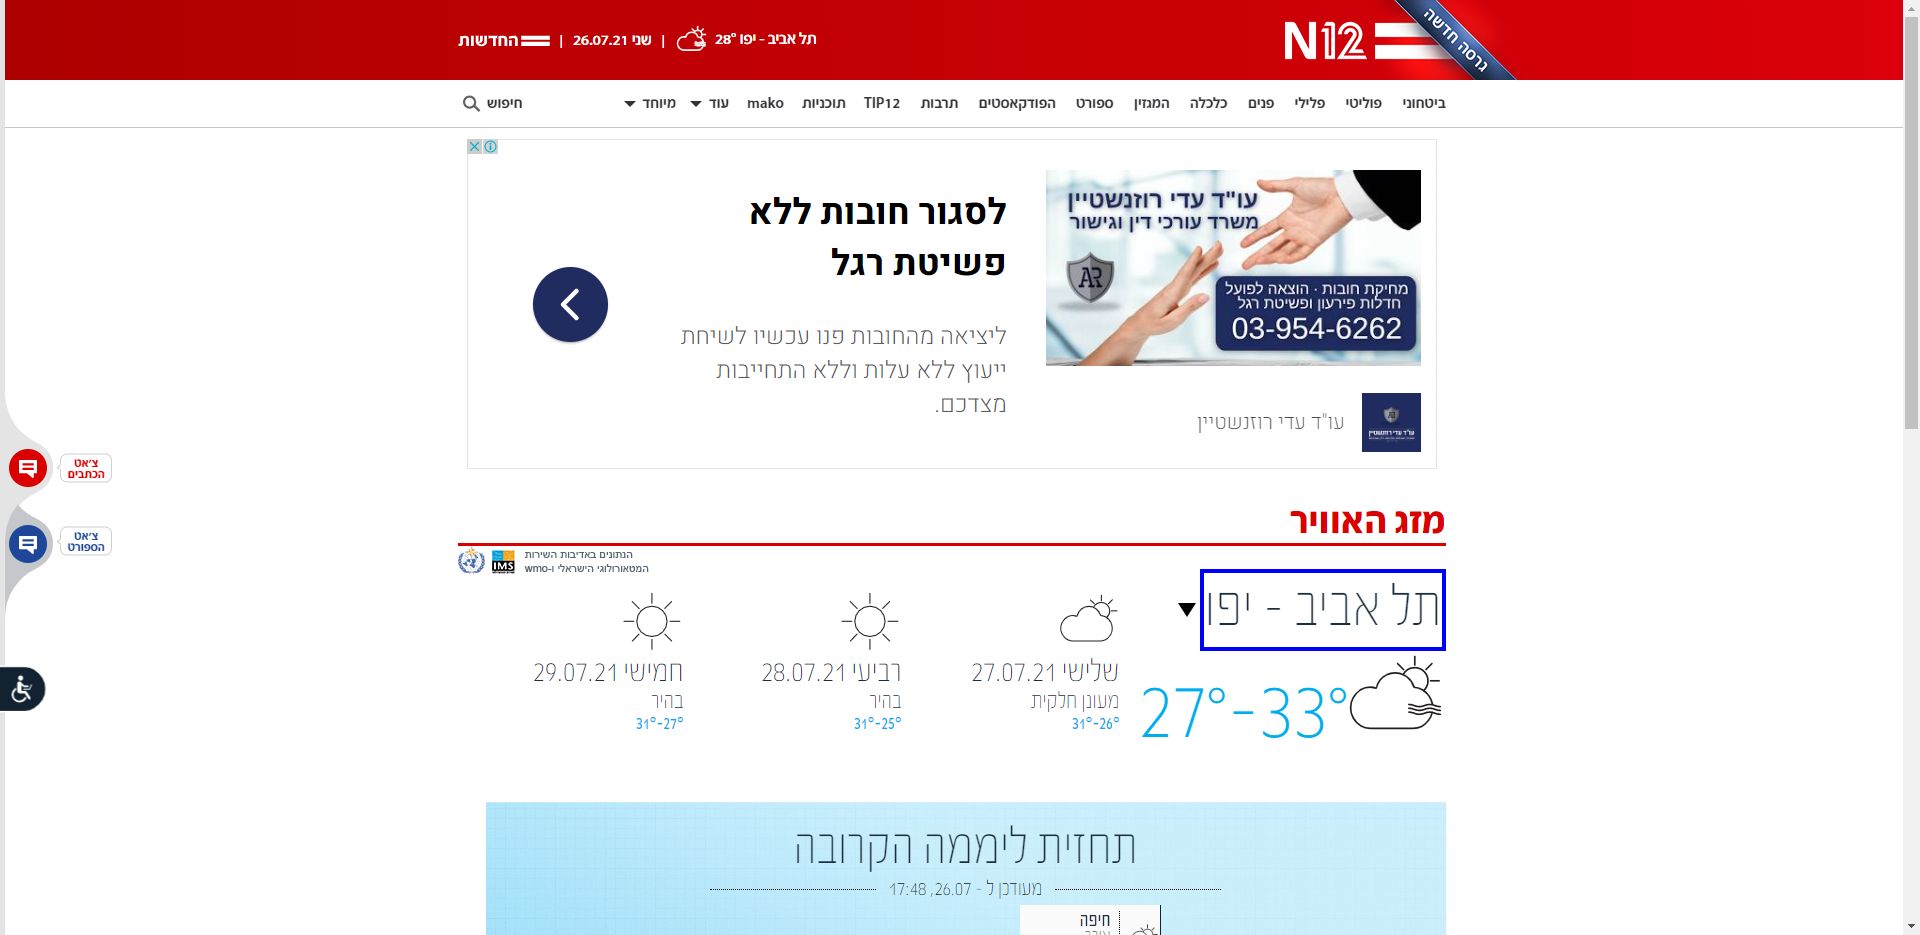 גרסה חדשה
N12
תל אביב - יפו 28°
|
שני 26.07.21
|
החדשות
ביטחוני
פוליטי
פלילי
פנים
כלכלה
המגזין
ספורט
הפודקאסטים
תרבות
TIP12
תוכניות
mako
עוד
מיוחד
חיפוש
עו"ד עדי רוזנשטיין
משרד עורכי דין וגישור
AR
מחיקת חובות · הוצאה לפועל
חדלות פירעון ופשיטת רגל
03-954-6262
לסגור חובות ללא
פשיטת רגל
ליציאה מהחובות פנו עכשיו לשיחת
ייעוץ ללא עלות וללא התחייבות
מצדכם.
עו"ד עדי רוזנשטיין
צ'אט
הכתבים
צ'אט
הספורט
מזג האוויר
הנתונים באדיבות השירות
המטאורולוגי הישראלי ו-wmo
IMS
תל אביב - יפו
27°-33°
שלישי 27.07.21
מעונן חלקית
31°-26°
רביעי 28.07.21
בהיר
31°-25°
חמישי 29.07.21
בהיר
31°-27°
תחזית ליממה הקרובה
מעודכן ל - 26.07, 17:48
חיפה